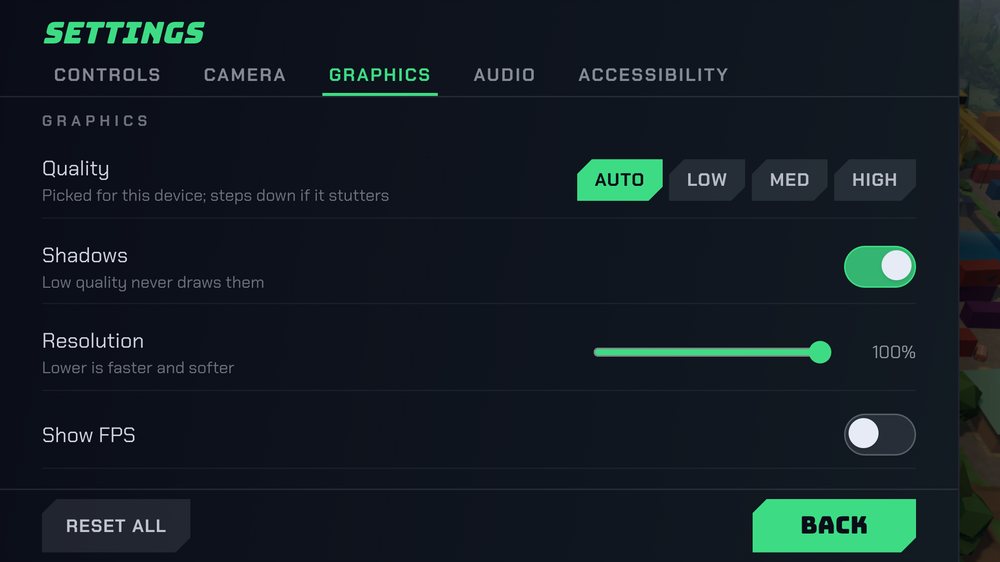 SETTINGS
CONTROLS CAMERA GRAPHICS AUDIO ACCESSIBILITY
GRAPHICS
Quality
Picked for this device; steps down if it stutters
AUTO LOW MED HIGH
Shadows
Low quality never draws them
Resolution
Lower is faster and softer
100%
Show FPS
RESET ALL BACK